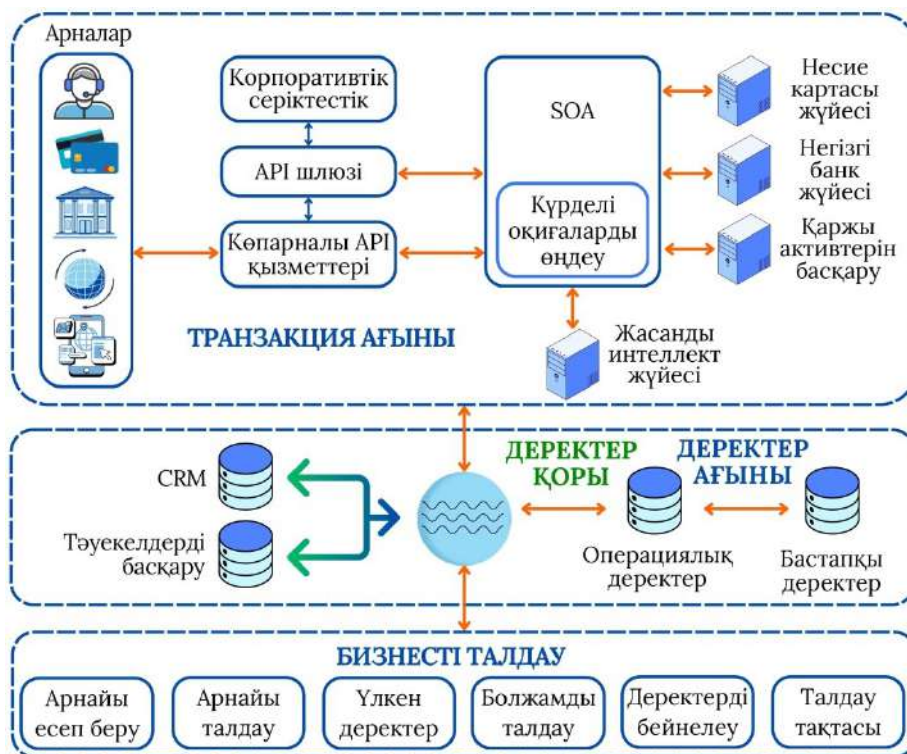 Арналар
Корпоративтік
серіктестік
API шлюзі
Көпарналы API
қызметтері
SOA
Күрделі
оқиғаларды
өңдеу
Несие
картасы
жүйесі
Негізгі
банк
жүйесі
Қаржы
активтерін
басқару
ТРАНЗАКЦИЯ АҒЫНЫ
Жасанды
интеллект
жүйесі
CRM
Тәуекелдерді
басқару
ДЕРЕКТЕР
ҚОРЫ
ДЕРЕКТЕР
АҒЫНЫ
Операциялық
деректер
Бастапқы
деректер
БИЗНЕСТІ ТАЛДАУ
Арнайы
есеп беру
Арнайы
талдау
Үлкен
деректер
Болжамды
талдау
Деректерді
бейнелеу
Талдау
тақтасы